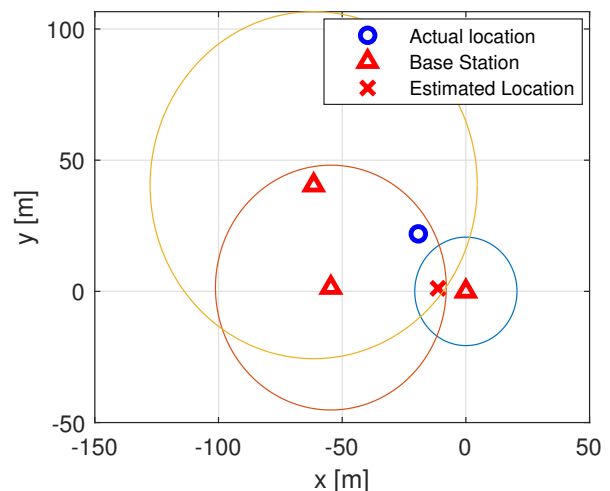 100
50
0
-50
-150
-100
-50
0
50
x [m]
y [m]
Actual location
Base Station
Estimated Location